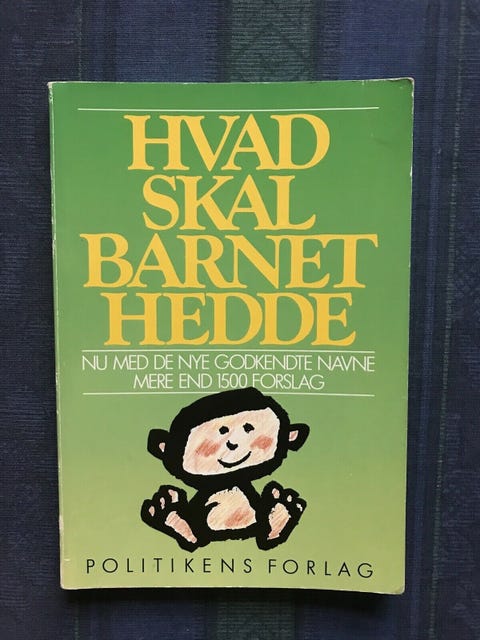 HVAD
SKAL
BARNET
HEDDE
NU MED DE NYE GODKENDTE NAVNE
MERE END 1500 FORSLAG
POLITIKENS FORLAG